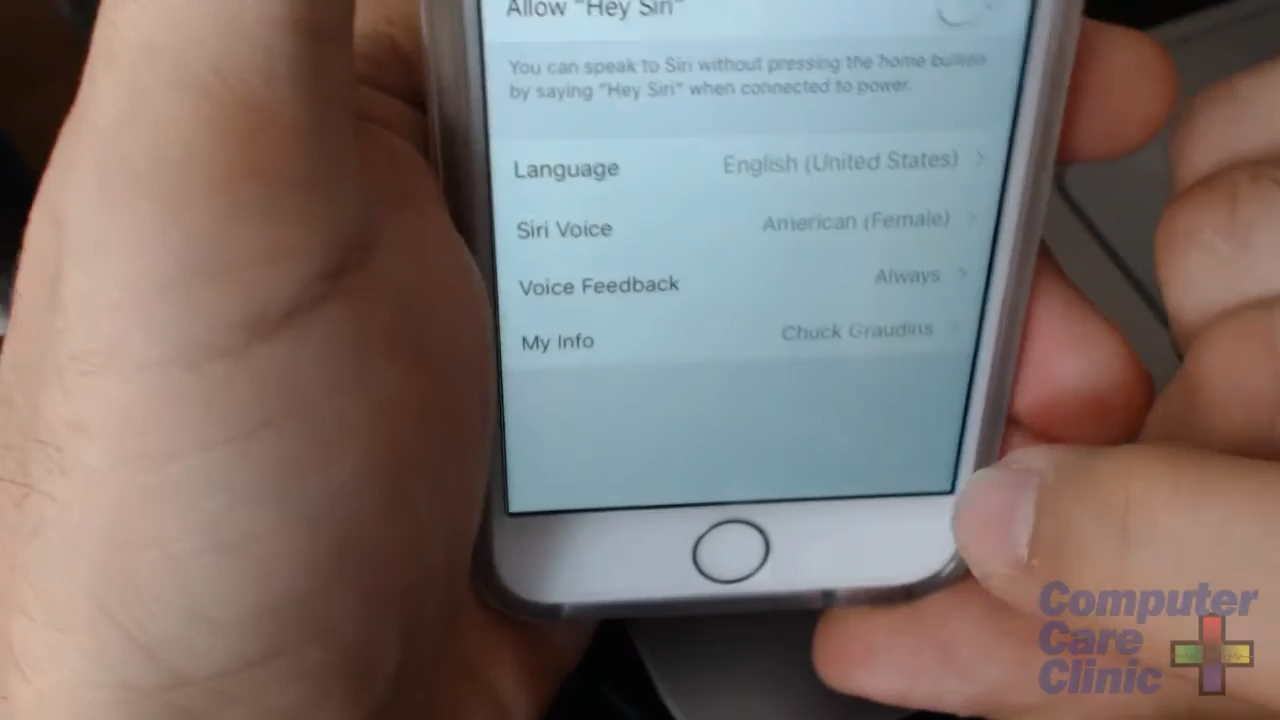 Allow "Hey Siri"
You can speak to Siri without pressing the home button
by saying "Hey Siri" when connected to power.
Language English (United States)
Siri Voice American (Female)
Voice Feedback Always
My Info Chuck Graudins
Computer
Care
Clinic